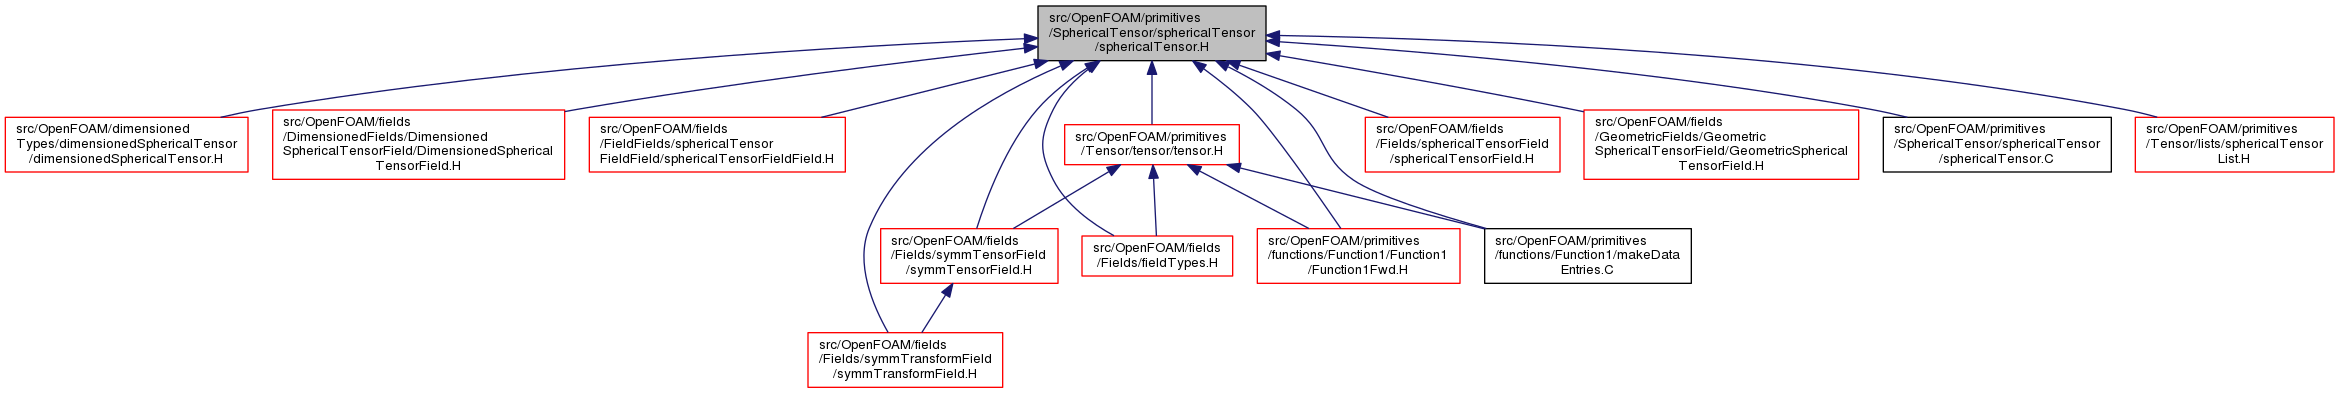 src/OpenFOAM/primitives
/SphericalTensor/sphericalTensor
/sphericalTensor.H
src/OpenFOAM/dimensioned
Types/dimensionedSphericalTensor
/dimensionedSphericalTensor.H
src/OpenFOAM/fields
/DimensionedFields/Dimensioned
SphericalTensorField/DimensionedSpherical
TensorField.H
src/OpenFOAM/fields
/FieldFields/sphericalTensor
FieldField/sphericalTensorFieldField.H
src/OpenFOAM/primitives
/Tensor/tensor/tensor.H
src/OpenFOAM/fields
/Fields/sphericalTensorField
/sphericalTensorField.H
src/OpenFOAM/fields
/GeometricFields/Geometric
SphericalTensorField/GeometricSpherical
TensorField.H
src/OpenFOAM/primitives
/SphericalTensor/sphericalTensor
/sphericalTensor.C
src/OpenFOAM/primitives
/Tensor/lists/sphericalTensor
List.H
src/OpenFOAM/fields
/Fields/symmTensorField
/symmTensorField.H
src/OpenFOAM/fields
/Fields/fieldTypes.H
src/OpenFOAM/primitives
/functions/Function1/Function1
/Function1Fwd.H
src/OpenFOAM/primitives
/functions/Function1/makeData
Entries.C
src/OpenFOAM/fields
/Fields/symmTransformField
/symmTransformField.H